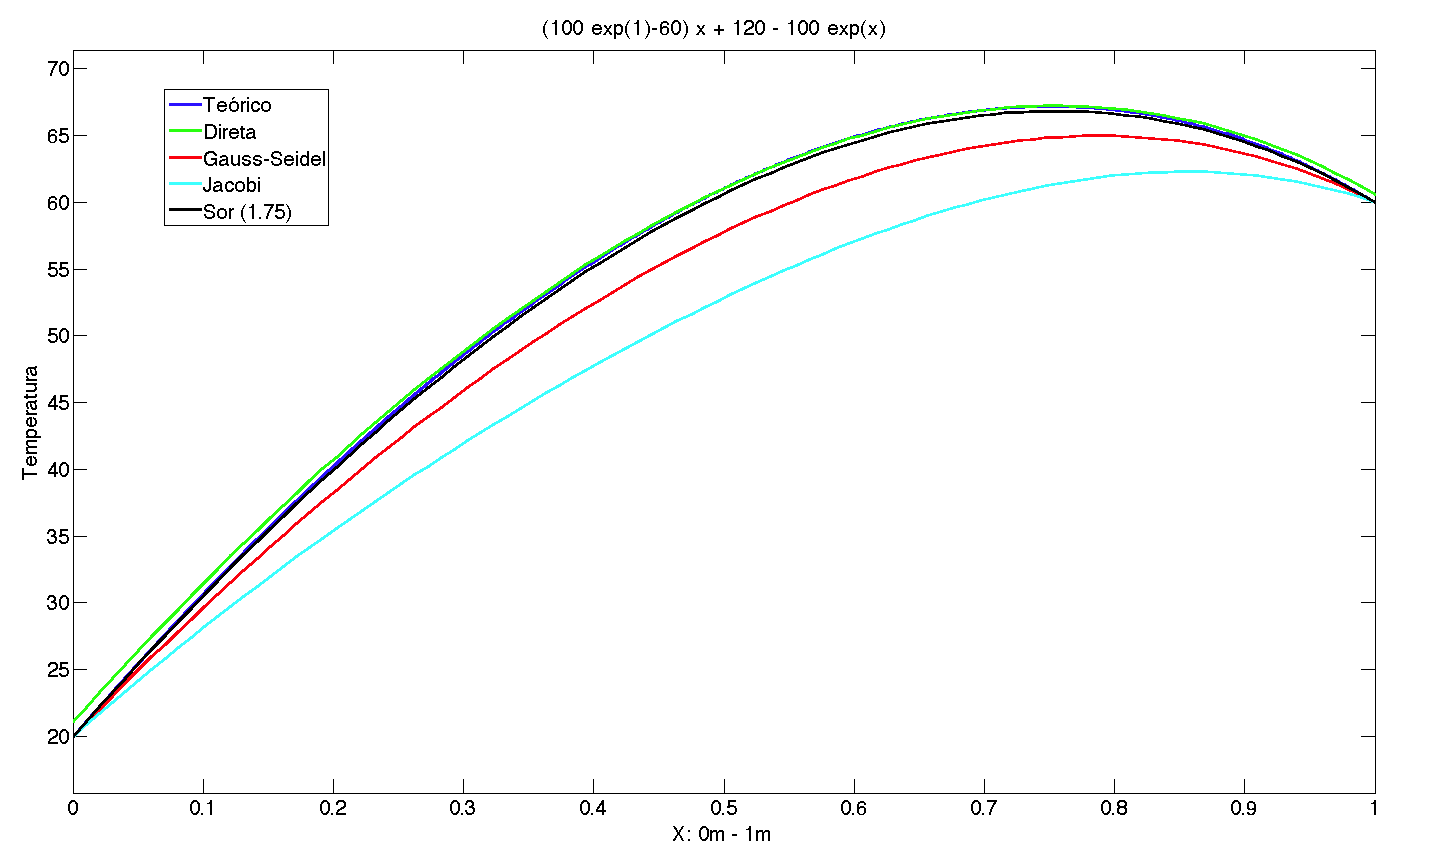 (100 exp(1)-60) x + 120 - 100 exp(x)
70
65
60
55
50
45
40
35
30
25
20
Temperatura
Teórico
Direta
Gauss-Seidel
Jacobi
Sor (1.75)
0 0.1 0.2 0.3 0.4 0.5 0.6 0.7 0.8 0.9 1
X: 0m - 1m